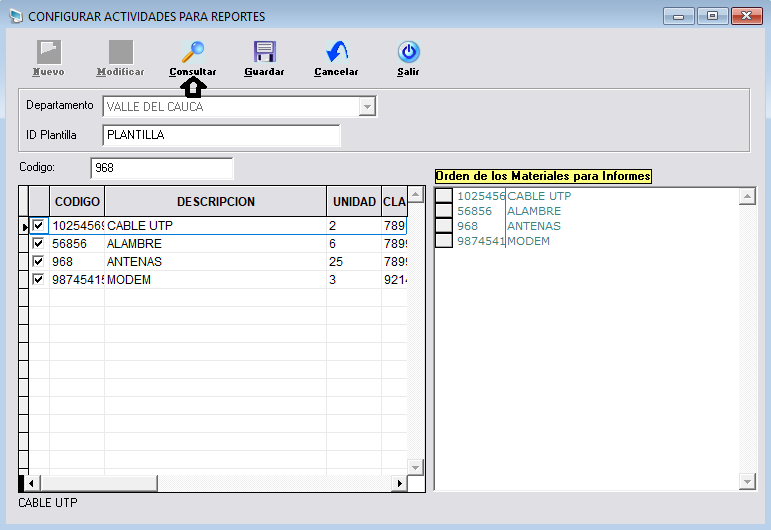 CONFIGURAR ACTIVIDADES PARA REPORTES
Nuevo Modificar Consultar Guardar Cancelar Salir
Departamento VALLE DEL CAUCA
ID Plantilla PLANTILLA
Codigo: 968
Orden de los Materiales para Informes
CODIGO DESCRIPCION UNIDAD CLA
10254569 CABLE UTP 2 789
56856 ALAMBRE 6 789
968 ANTENAS 25 789
98745415 MODEM 3 9214
1025456 CABLE UTP
56856 ALAMBRE
968 ANTENAS
9874541 MODEM
CABLE UTP